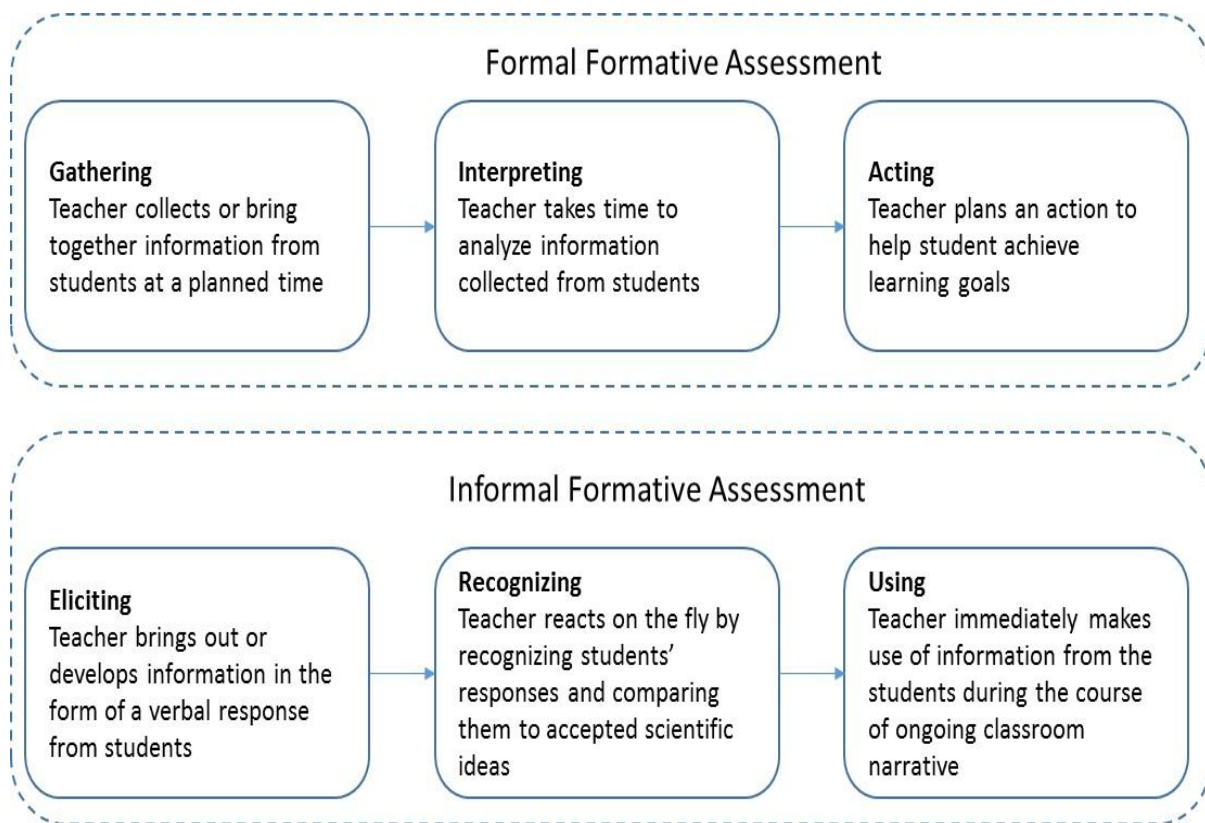 Formal Formative Assessment
Gathering
Teacher collects or bring
together information from
students at a planned time
Interpreting
Teacher takes time to
analyze information
collected from students
Acting
Teacher plans an action to
help student achieve
learning goals
Informal Formative Assessment
Eliciting
Teacher brings out or
develops information in the
form of a verbal response
from students
Recognizing
Teacher reacts on the fly by
recognizing students’
responses and comparing
them to accepted scientific
ideas
Using
Teacher immediately makes
use of information from the
students during the course
of ongoing classroom
narrative